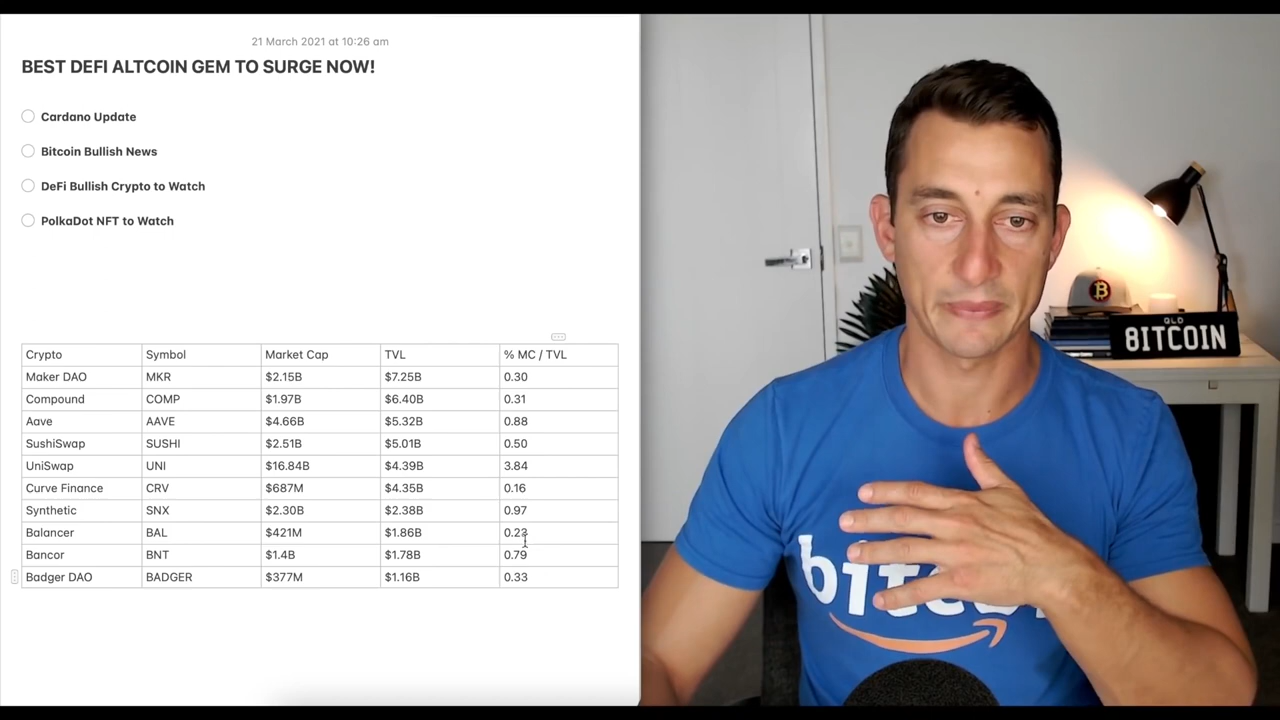 21 March 2021 at 10:26 am
BEST DEFI ALTCOIN GEM TO SURGE NOW!
Cardano Update
Bitcoin Bullish News
DeFi Bullish Crypto to Watch
PolkaDot NFT to Watch
Crypto Symbol Market Cap TVL % MC / TVL
Maker DAO MKR $2.15B $7.25B 0.30
Compound COMP $1.97B $6.40B 0.31
Aave AAVE $4.66B $5.32B 0.88
SushiSwap SUSHI $2.51B $5.01B 0.50
UniSwap UNI $16.84B $4.39B 3.84
Curve Finance CRV $687M $4.35B 0.16
Synthetic SNX $2.30B $2.38B 0.97
Balancer BAL $421M $1.86B 0.23
Bancor BNT $1.4B $1.78B 0.79
Badger DAO BADGER $377M $1.16B 0.33
QLD
8ITCOIN